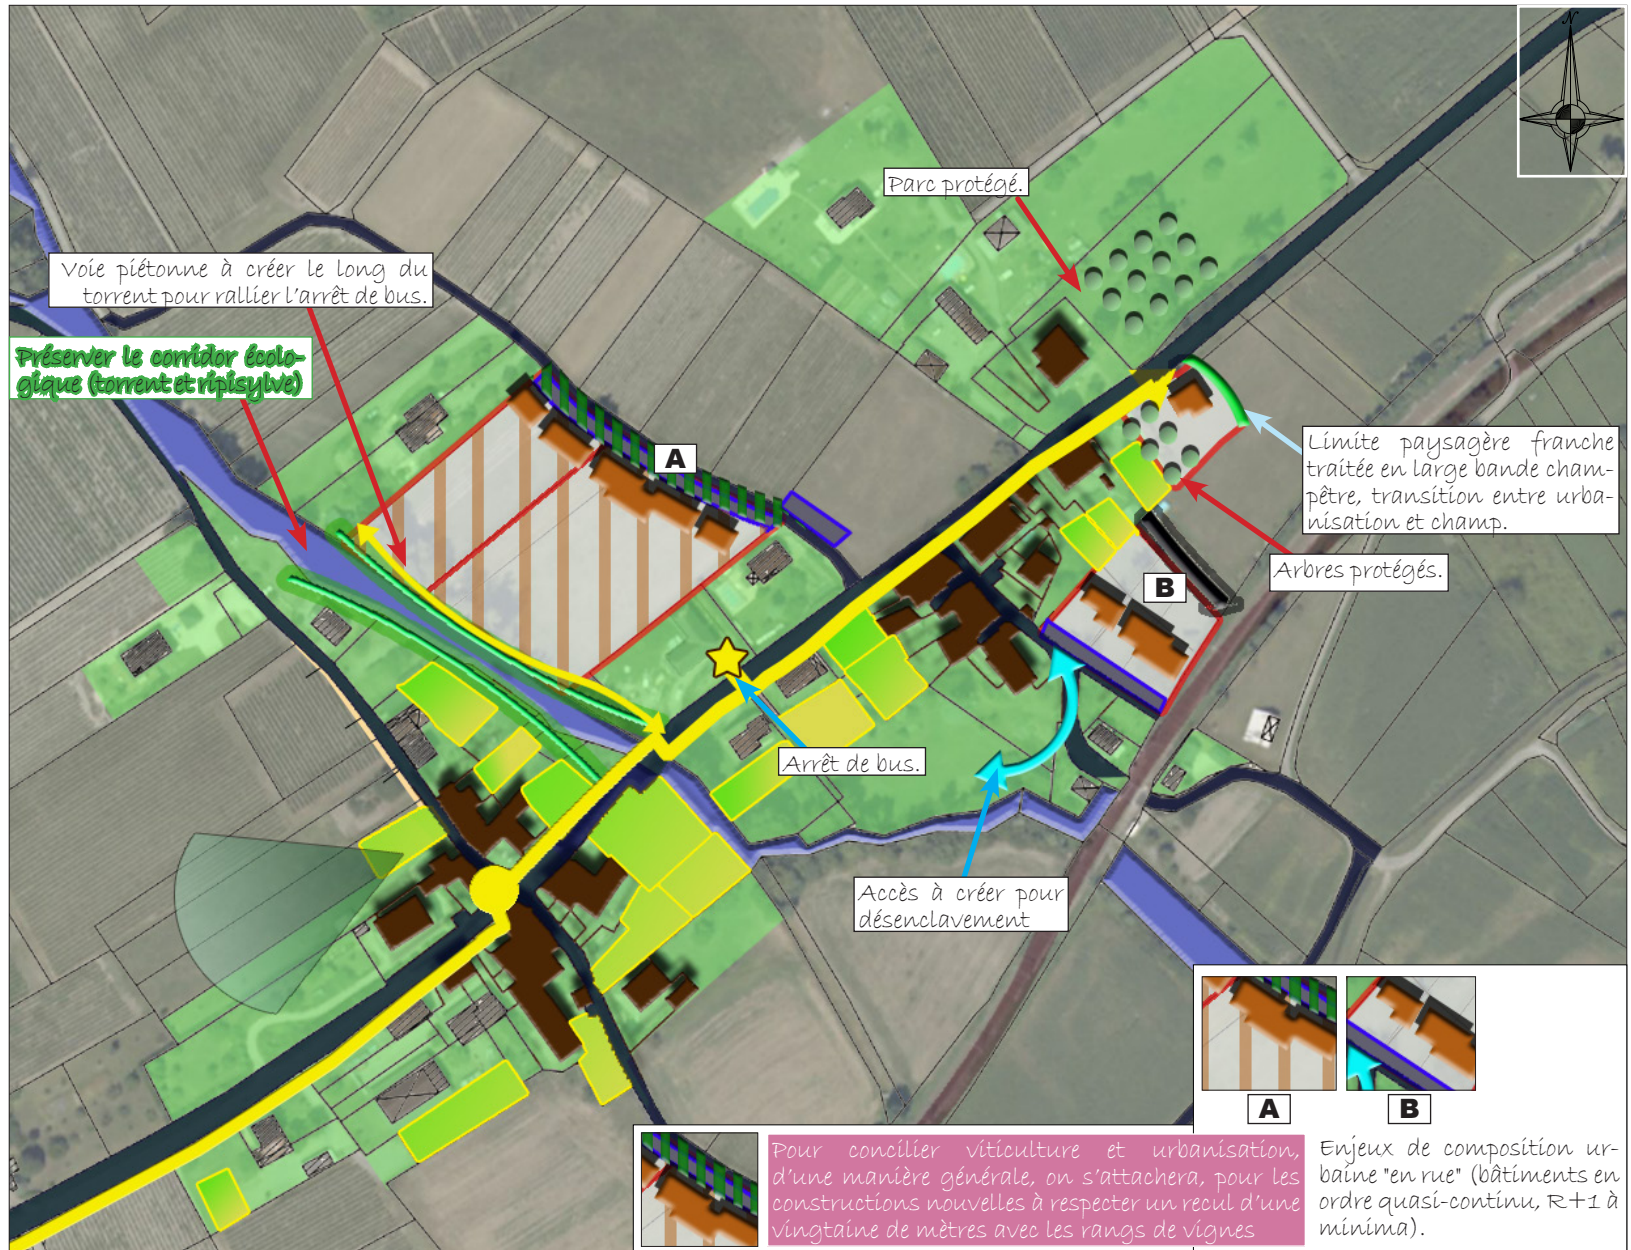 N
Parc protégé.
Voie piétonne à créer le long du
torrent pour rallier l'arrêt de bus.
Préserver le corridor écolo-
gique (torrent et ripisylve)
A
Limite paysagère franche
traitée en large bande cham-
pêtre, transition entre urba-
nisation et champ.
Arbres protégés.
B
Arrêt de bus.
Accès à créer pour
désenclavement
A
B
Pour concilier viticulture et urbanisation,
d'une manière générale, on s'attachera, pour les
constructions nouvelles à respecter un recul d'une
vingtaine de mètres avec les rangs de vignes
Enjeux de composition ur-
baine "en rue" (bâtiments en
ordre quasi-continu, R+1 à
minima).